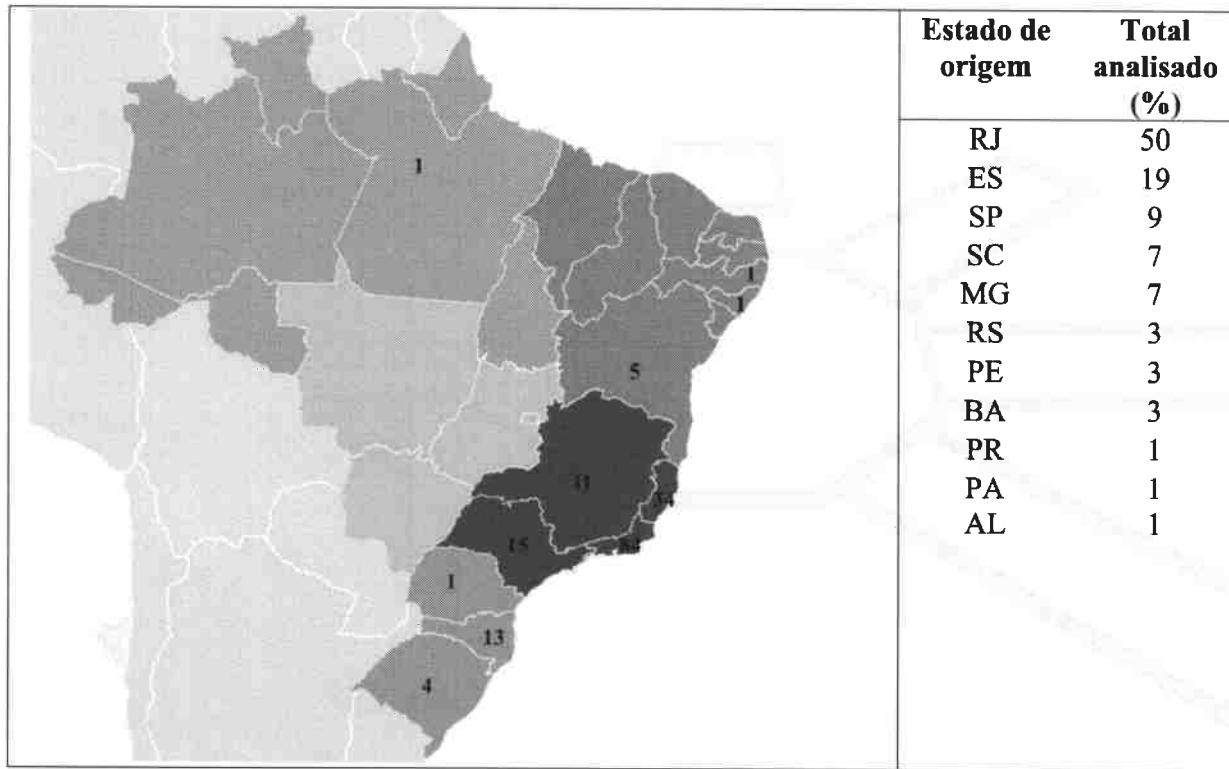 Estado de origem Total analisado (%)
RJ 50
ES 19
SP 9
SC 7
MG 7
RS 3
PE 3
BA 3
PR 1
PA 1
AL 1
1
1
1
5
15
1
13
4